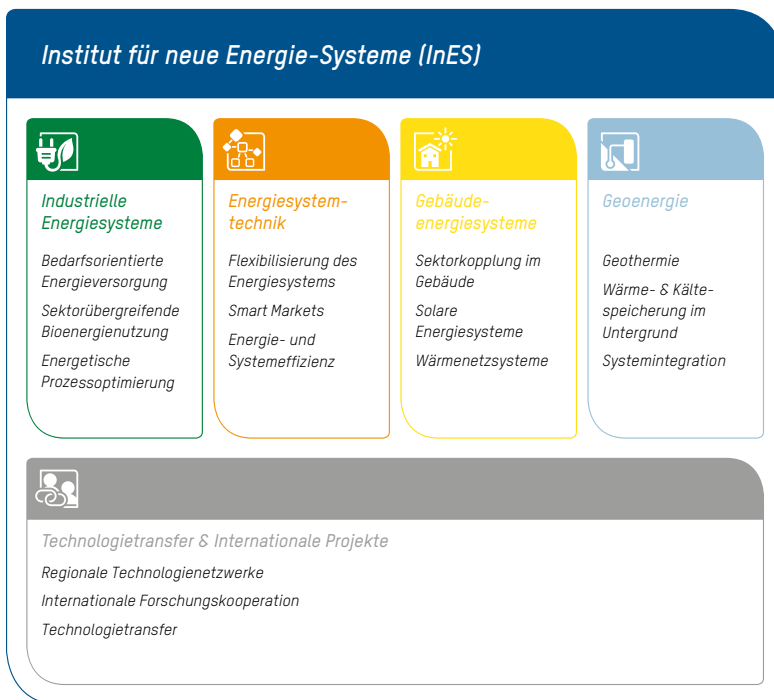 Institut für neue Energie-Systeme (InES)
Industrielle
Energiesysteme
Bedarfsorientierte
Energieversorgung
Sektorübergreifende
Bioenergienutzung
Energetische
Prozessoptimierung
Energiesystem-
technik
Flexibilisierung des
Energiesystems
Smart Markets
Energie- und
Systemeffizienz
Gebäude-
energiesysteme
Sektorkopplung im
Gebäude
Solare
Energiesysteme
Wärmenetzsysteme
Geoenergie
Geothermie
Wärme- & Kälte-
speicherung im
Untergrund
Systemintegration
Technologietransfer & Internationale Projekte
Regionale Technologienetzwerke
Internationale Forschungskooperation
Technologietransfer